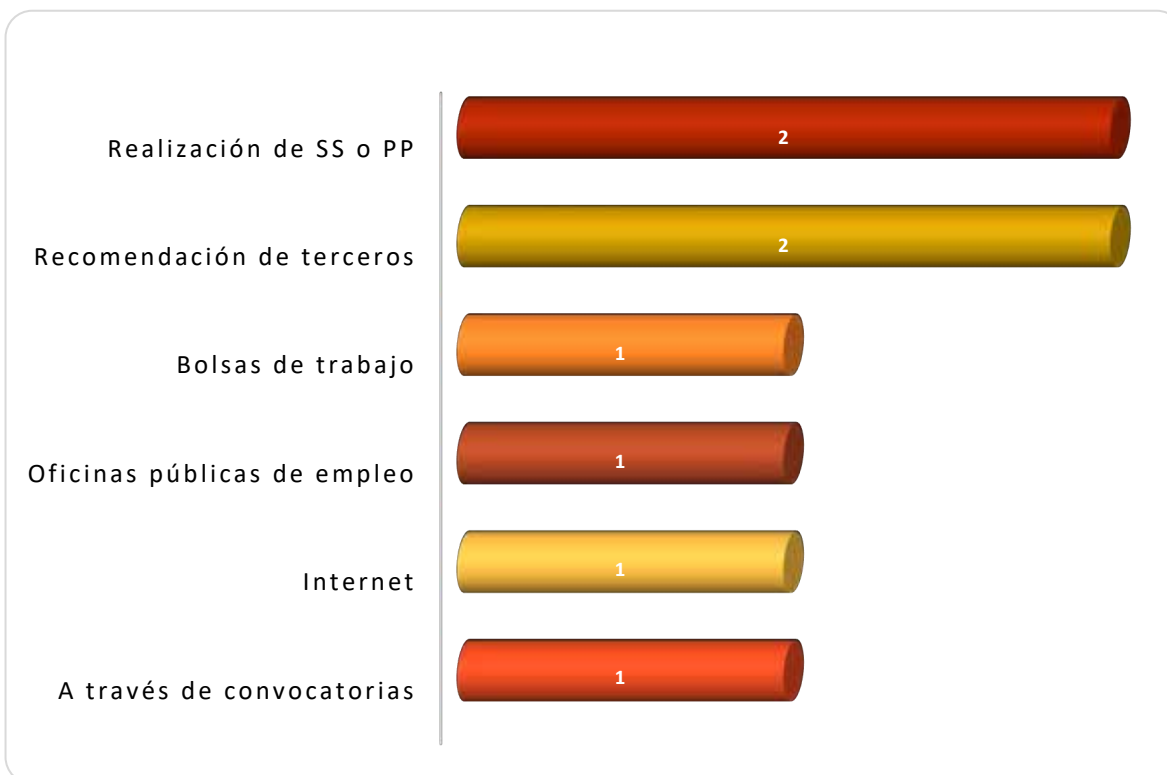 Realización de SS o PP
2
Recomendación de terceros
2
Bolsas de trabajo
1
Oficinas públicas de empleo
1
Internet
1
A través de convocatorias
1